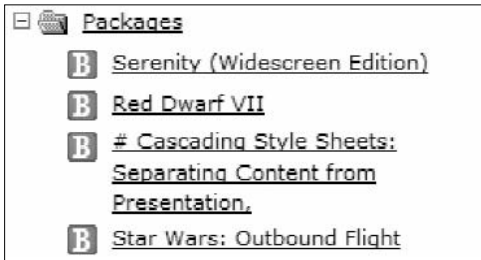 Packages
B Serenity (Widescreen Edition)
B Red Dwarf VII
B # Cascading Style Sheets:
Separating Content from
Presentation,
B Star Wars: Outbound Flight